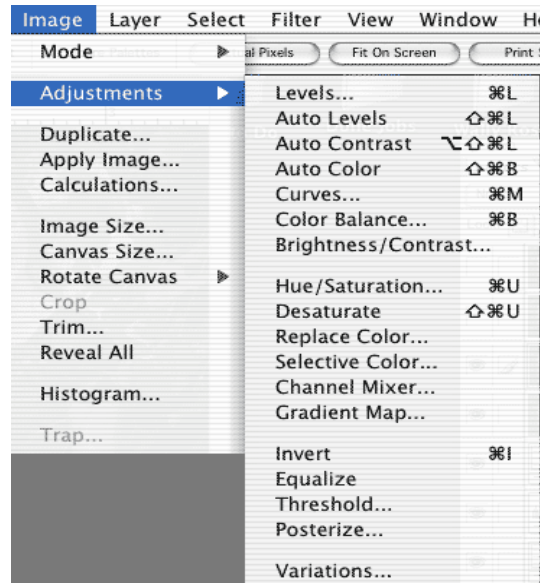 Image Layer Select Filter View Window
Mode
al Pixels Fit On Screen Print
Adjustments
Duplicate...
Apply Image...
Calculations...
Image Size...
Canvas Size...
Rotate Canvas
Crop
Trim...
Reveal All
Histogram...
Trap...
Levels... ⌘L
Auto Levels ⇧⌘L
Auto Contrast ⌥⇧⌘L
Auto Color ⇧⌘B
Curves... ⌘M
Color Balance... ⌘B
Brightness/Contrast...
Hue/Saturation... ⌘U
Desaturate ⇧⌘U
Replace Color...
Selective Color...
Channel Mixer...
Gradient Map...
Invert ⌘I
Equalize
Threshold...
Posterize...
Variations...